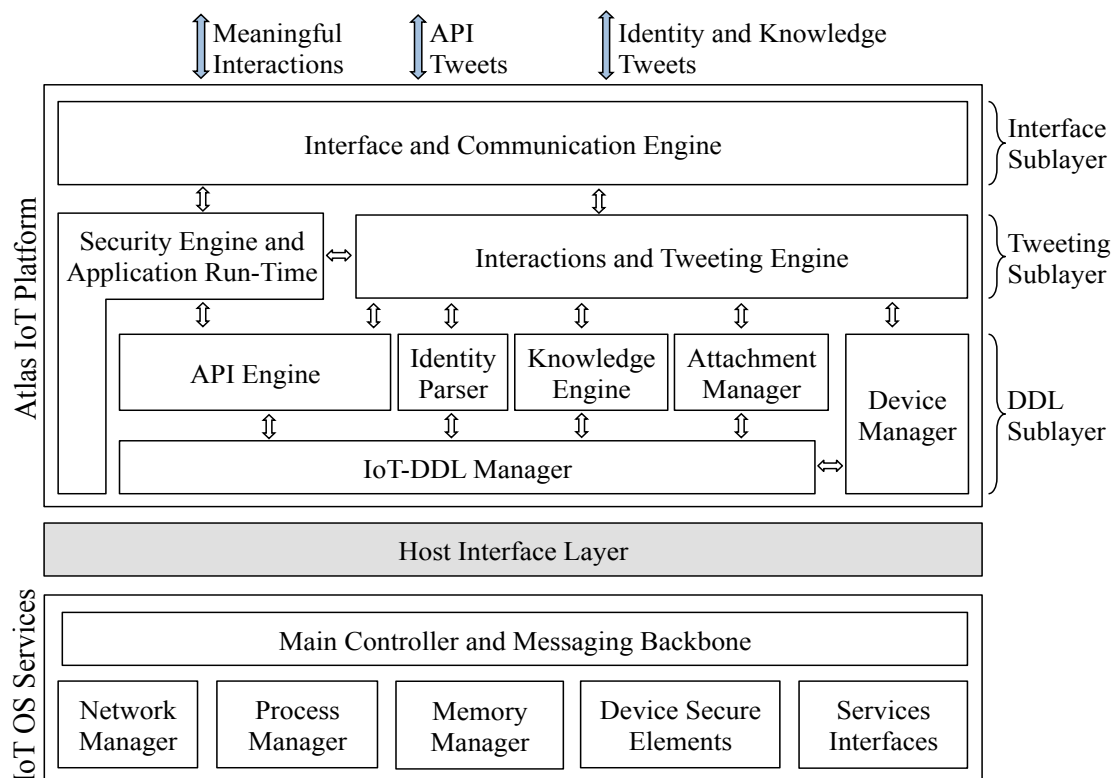 Meaningful
Interactions
API
Tweets
Identity and Knowledge
Tweets
Atlas IoT Platform
Interface and Communication Engine
Interface
Sublayer
Security Engine and
Application Run-Time
Interactions and Tweeting Engine
Tweeting
Sublayer
API Engine
Identity
Parser
Knowledge
Engine
Attachment
Manager
Device
Manager
DDL
Sublayer
IoT-DDL Manager
Host Interface Layer
IoT OS Services
Main Controller and Messaging Backbone
Network
Manager
Process
Manager
Memory
Manager
Device Secure
Elements
Services
Interfaces